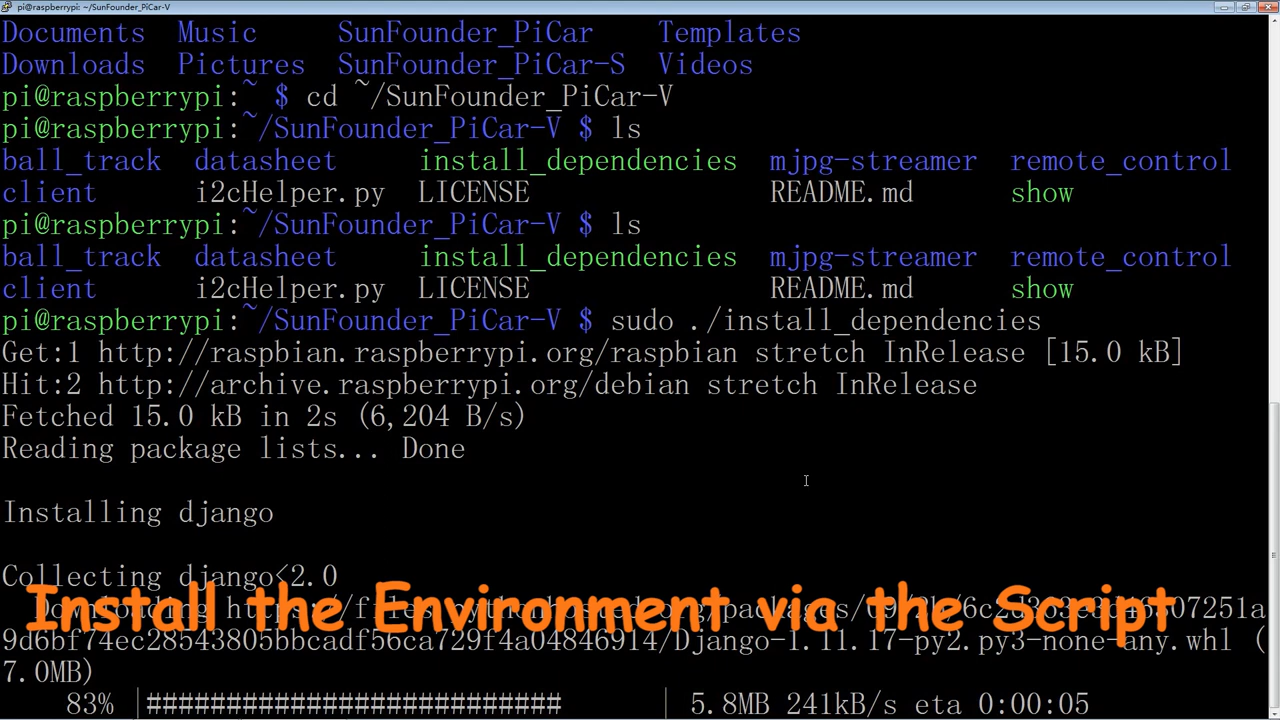 pi@raspberrypi: ~/SunFounder_PiCar-V
Documents Music SunFounder_PiCar Templates
Downloads Pictures SunFounder_PiCar-S Videos
pi@raspberrypi:~ $ cd ~/SunFounder_PiCar-V
pi@raspberrypi:~/SunFounder_PiCar-V $ ls
ball_track datasheet install_dependencies mjpg-streamer remote_control
client i2cHelper.py LICENSE README.md show
pi@raspberrypi:~/SunFounder_PiCar-V $ ls
ball_track datasheet install_dependencies mjpg-streamer remote_control
client i2cHelper.py LICENSE README.md show
pi@raspberrypi:~/SunFounder_PiCar-V $ sudo ./install_dependencies
Get:1 http://raspbian.raspberrypi.org/raspbian stretch InRelease [15.0 kB]
Hit:2 http://archive.raspberrypi.org/debian stretch InRelease
Fetched 15.0 kB in 2s (6,204 B/s)
Reading package lists... Done
Installing django
Collecting django<2.0
Install the Environment via the Script
Downloading
9d6bf74ec28543805bbcadf56ca729f4a04846914/Django-1.11.17-py2.py3-none-any.whl (
7.0MB)
83% |########################## | 5.8MB 241kB/s eta 0:00:05